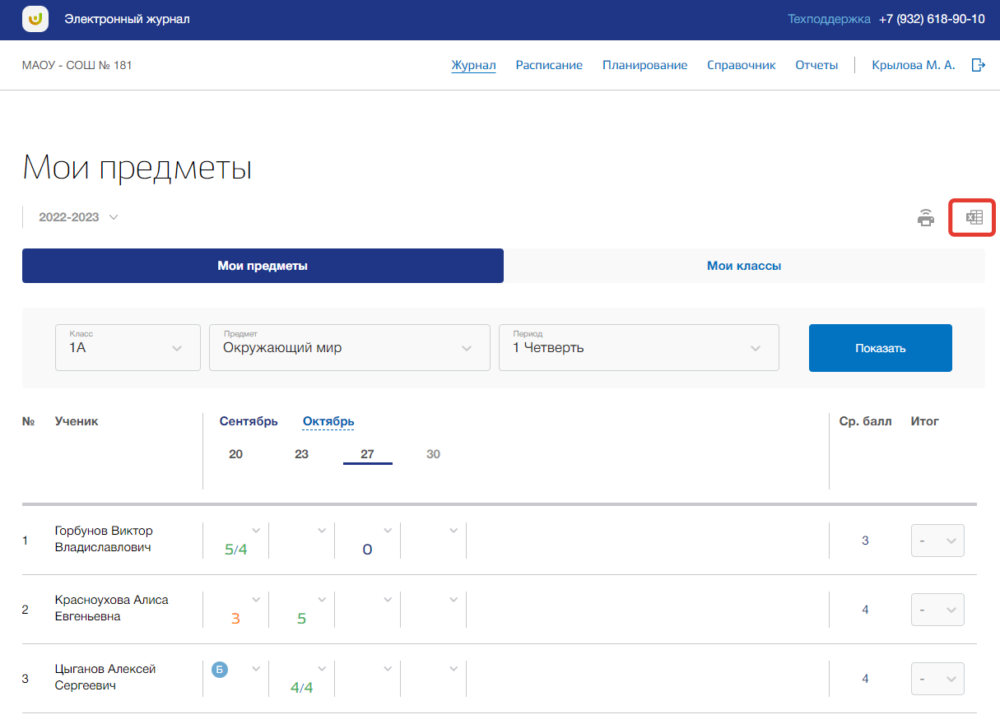 Электронный журнал
Техподдержка +7 (932) 618-90-10
МАОУ - СОШ № 181
Журнал Расписание Планирование Справочник Отчеты Крылова М. А.
Мои предметы
2022-2023
Мои предметы Мои классы
Класс Предмет Период
1А Окружающий мир 1 Четверть Показать
№ Ученик Сентябрь Октябрь Ср. балл Итог
20 23 27 30
1 Горбунов Виктор
Владиславлович
5/4 0 3 -
2 Красноухова Алиса
Евгеньевна
3 5 4 -
3 Цыганов Алексей
Сергеевич
Б 4/4 4 -